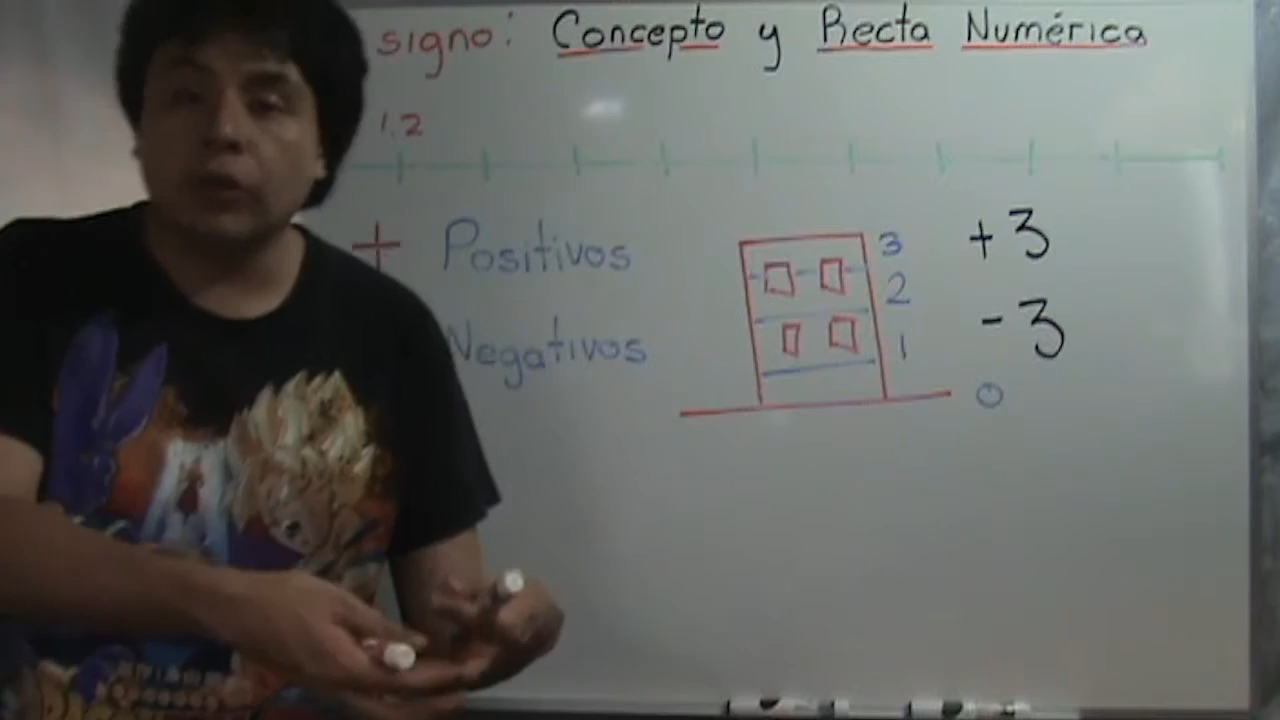 signo: Concepto y Recta Numérica
1,2
+ Positivos
Negativos
3
2
1
0
+3
-3